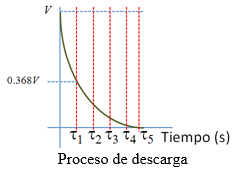 V
0.368V
τ1 τ2 τ3 τ4 τ5 Tiempo (s)
Proceso de descarga